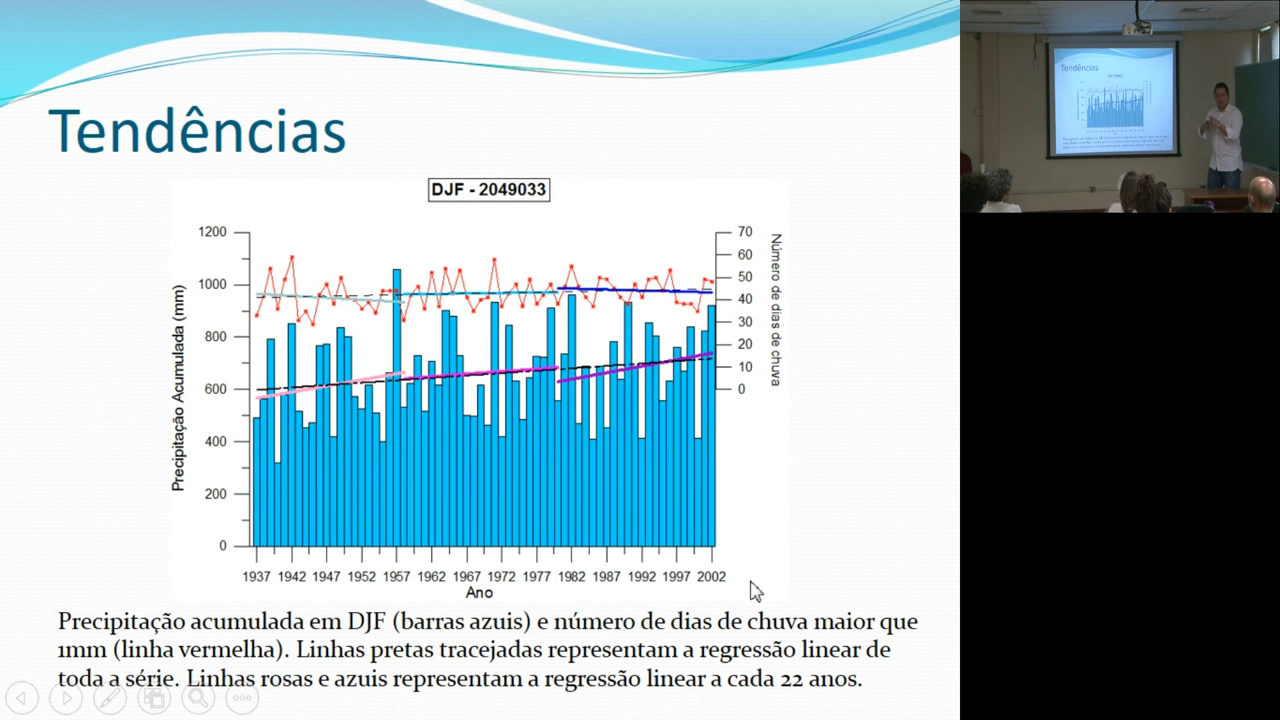 Tendências
DJF - 2049033
1200
1000
800
600
400
200
0
Precipitação Acumulada (mm)
70
60
50
40
30
20
10
0
Número de dias de chuva
1937 1942 1947 1952 1957 1962 1967 1972 1977 1982 1987 1992 1997 2002
Ano
Precipitação acumulada em DJF (barras azuis) e número de dias de chuva maior que
1mm (linha vermelha). Linhas pretas tracejadas representam a regressão linear de
toda a série. Linhas rosas e azuis representam a regressão linear a cada 22 anos.
Tendências